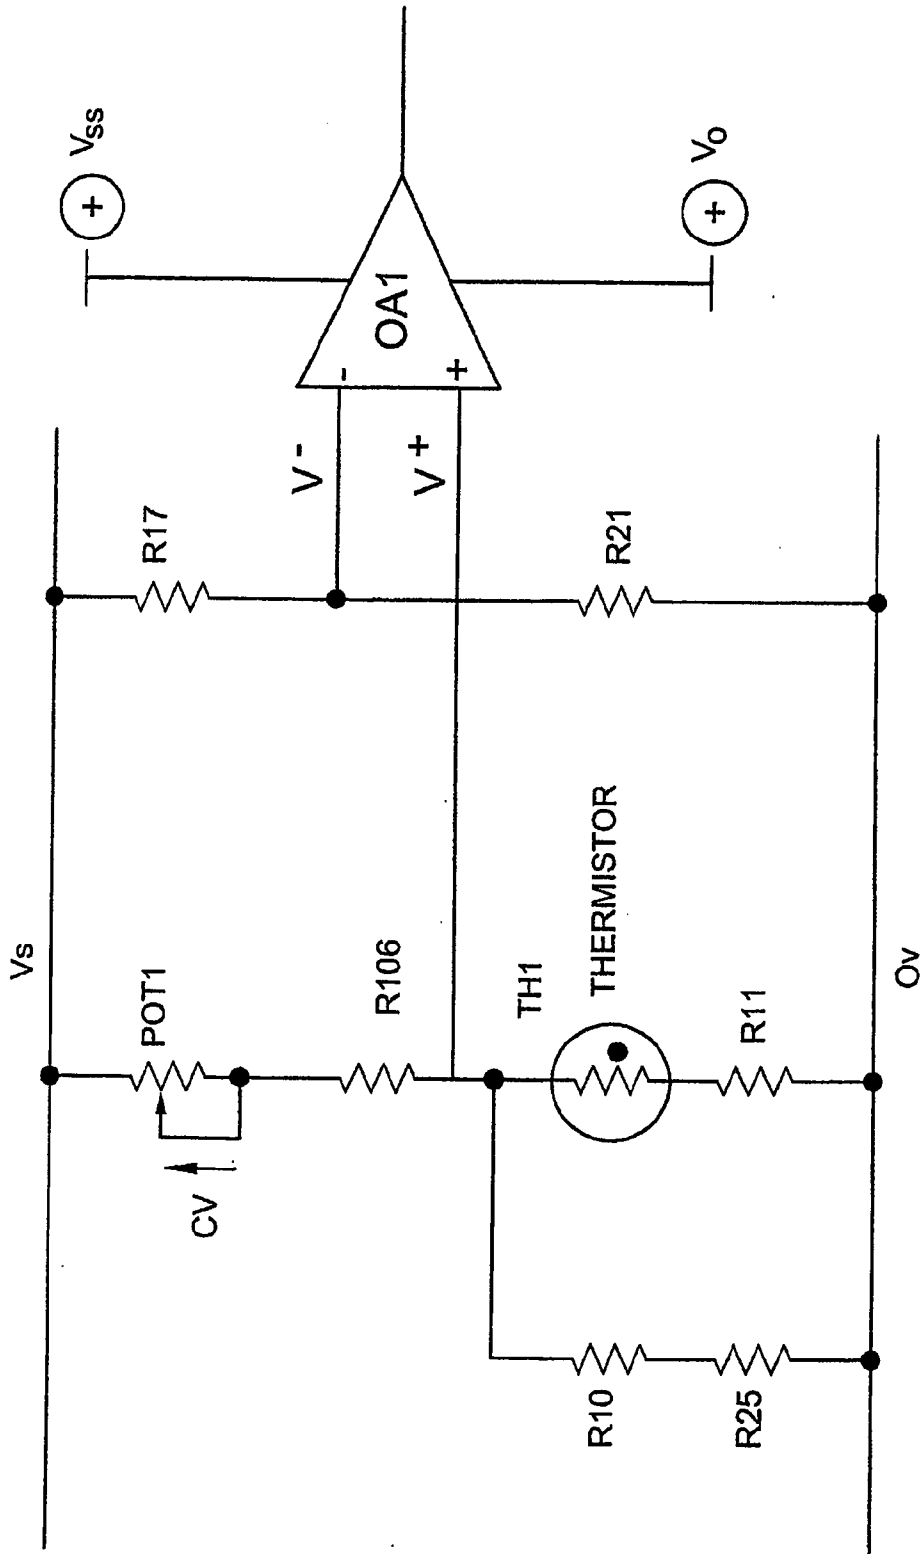 Vs
POT1
CV
R106
R17
V -
V +
-
+
OA1
+
VSS
+
VO
TH1
THERMISTOR
R11
R10
R25
R21
Ov